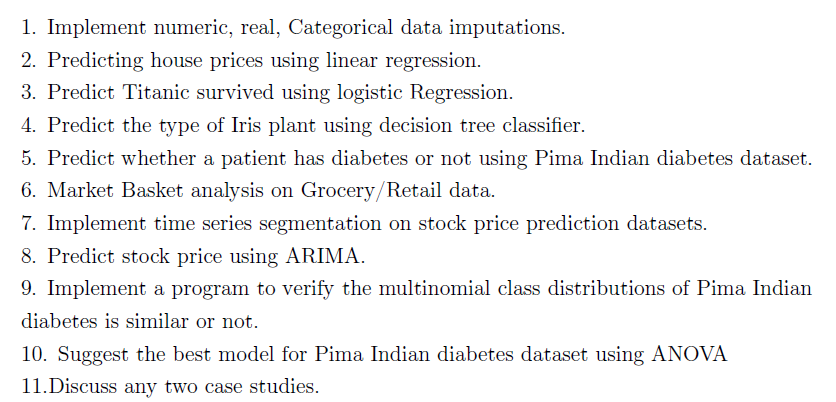 1. Implement numeric, real, Categorical data imputations.
2. Predicting house prices using linear regression.
3. Predict Titanic survived using logistic Regression.
4. Predict the type of Iris plant using decision tree classifier.
5. Predict whether a patient has diabetes or not using Pima Indian diabetes dataset.
6. Market Basket analysis on Grocery/Retail data.
7. Implement time series segmentation on stock price prediction datasets.
8. Predict stock price using ARIMA.
9. Implement a program to verify the multinomial class distributions of Pima Indian
diabetes is similar or not.
10. Suggest the best model for Pima Indian diabetes dataset using ANOVA
11.Discuss any two case studies.